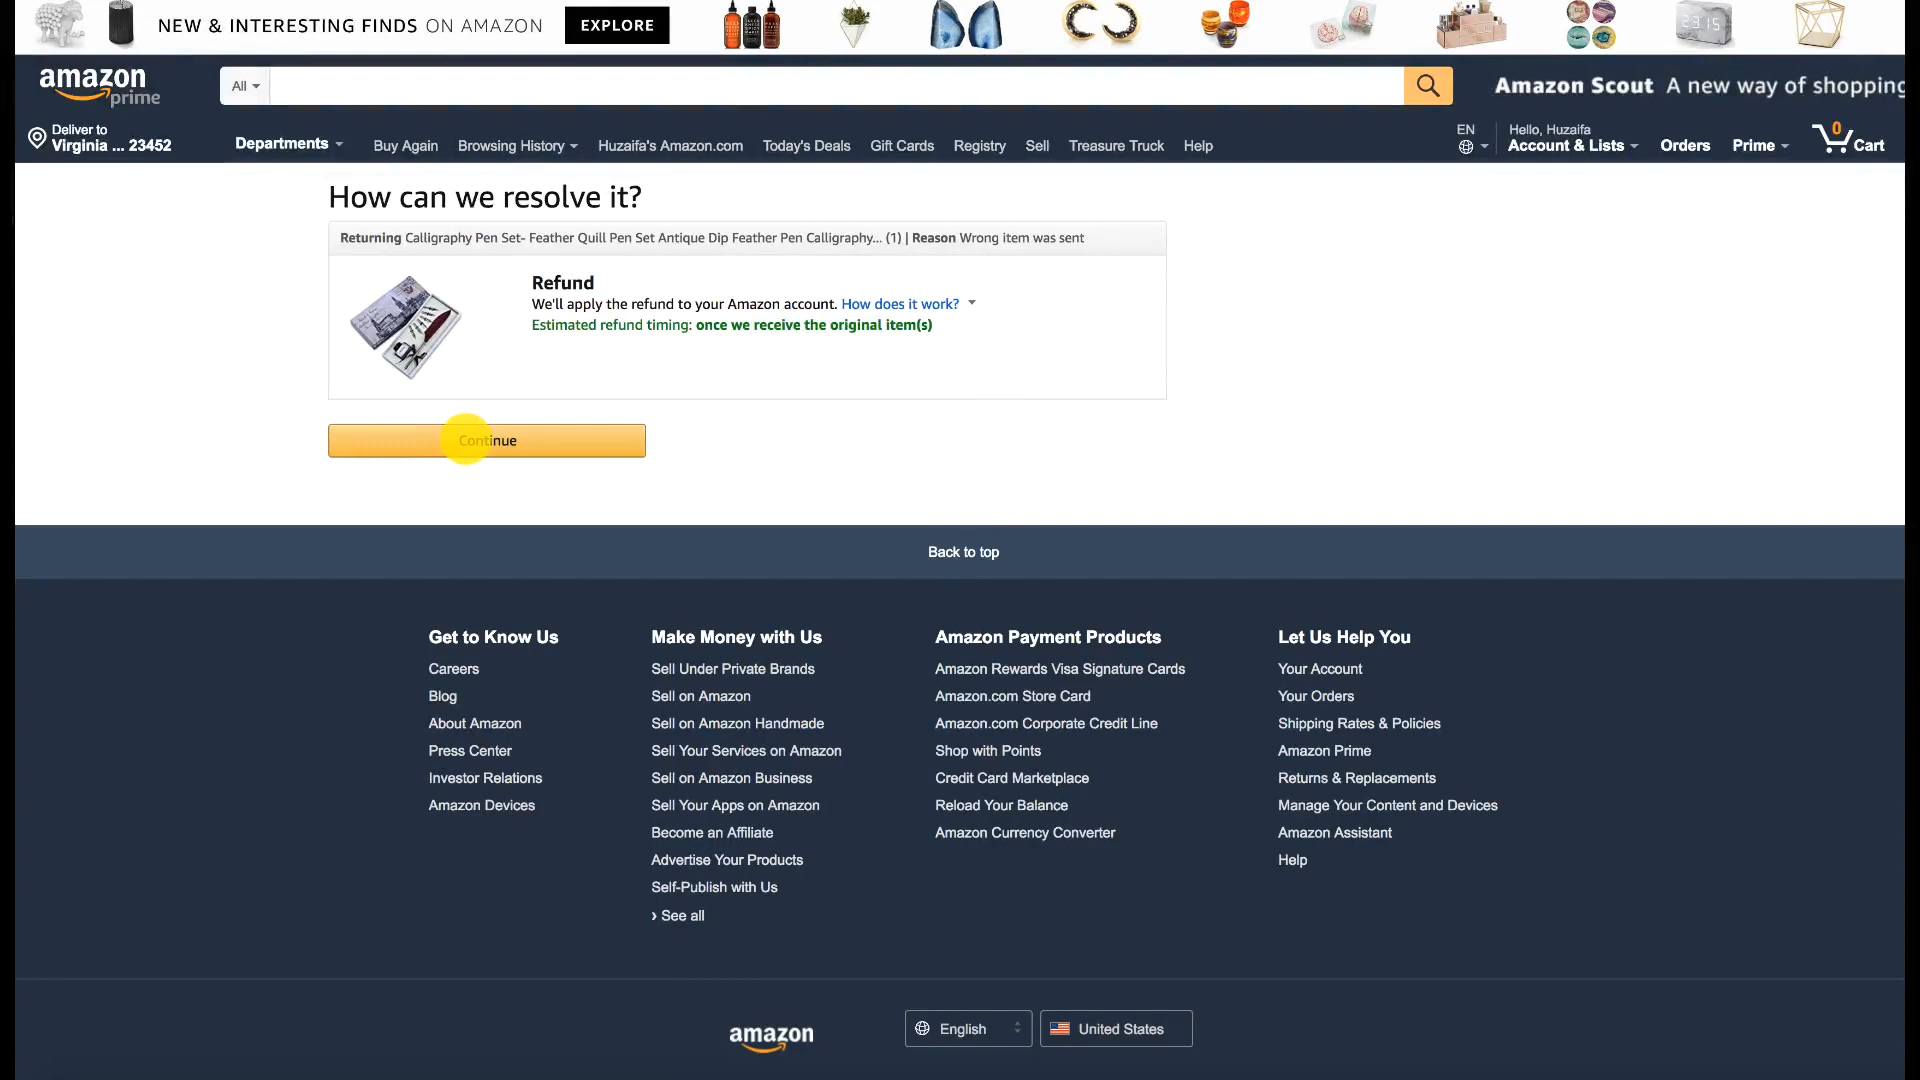 NEW & INTERESTING FINDS ON AMAZON EXPLORE
23:15
amazon prime
All
Amazon Scout A new way of shopping
Deliver to
Virginia ... 23452
Departments
Buy Again
Browsing History
Huzaifa's Amazon.com
Today's Deals
Gift Cards
Registry
Sell
Treasure Truck
Help
EN
Hello, Huzaifa
Account & Lists
Orders
Prime
0
Cart
How can we resolve it?
Returning Calligraphy Pen Set- Feather Quill Pen Set Antique Dip Feather Pen Calligraphy... (1) | Reason Wrong item was sent
Refund
We'll apply the refund to your Amazon account. How does it work?
Estimated refund timing: once we receive the original item(s)
Continue
Back to top
Get to Know Us
Careers
Blog
About Amazon
Press Center
Investor Relations
Amazon Devices
Make Money with Us
Sell Under Private Brands
Sell on Amazon
Sell on Amazon Handmade
Sell Your Services on Amazon
Sell on Amazon Business
Sell Your Apps on Amazon
Become an Affiliate
Advertise Your Products
Self-Publish with Us
› See all
Amazon Payment Products
Amazon Rewards Visa Signature Cards
Amazon.com Store Card
Amazon.com Corporate Credit Line
Shop with Points
Credit Card Marketplace
Reload Your Balance
Amazon Currency Converter
Let Us Help You
Your Account
Your Orders
Shipping Rates & Policies
Amazon Prime
Returns & Replacements
Manage Your Content and Devices
Amazon Assistant
Help
amazon
English
United States